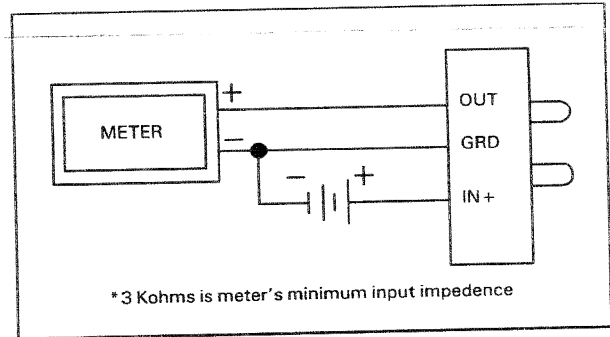 +
OUT
METER
−
GRD
− +
IN +
*3 Kohms is meter's minimum input impedence